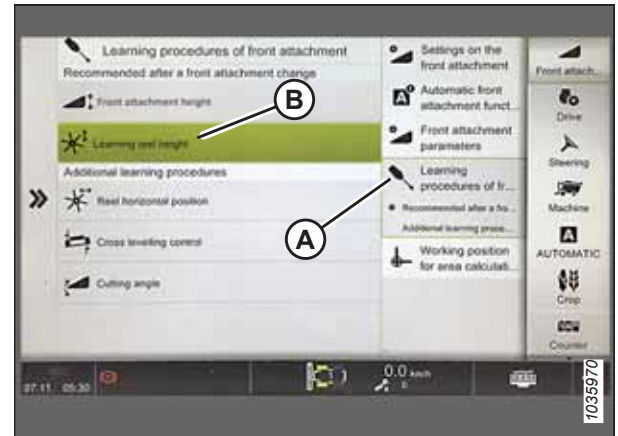 Learning procedures of front attachment
Recommended after a front attachment change
Front attachment height
Learning reel height
Additional learning procedures
Reel horizontal position
Cross levelling control
Cutting angle
B
A
Settings on the
front attachment
Automatic front
attachment funct...
Front attachment
parameters
Learning
procedures of fr...
Recommended after a fro...
Additional learning proce...
Working position
for area calculati...
Front attach...
Drive
Steering
Machine
A
AUTOMATIC
Crop
Counter
07.11 05:30
0.0 km/h
0
1035970